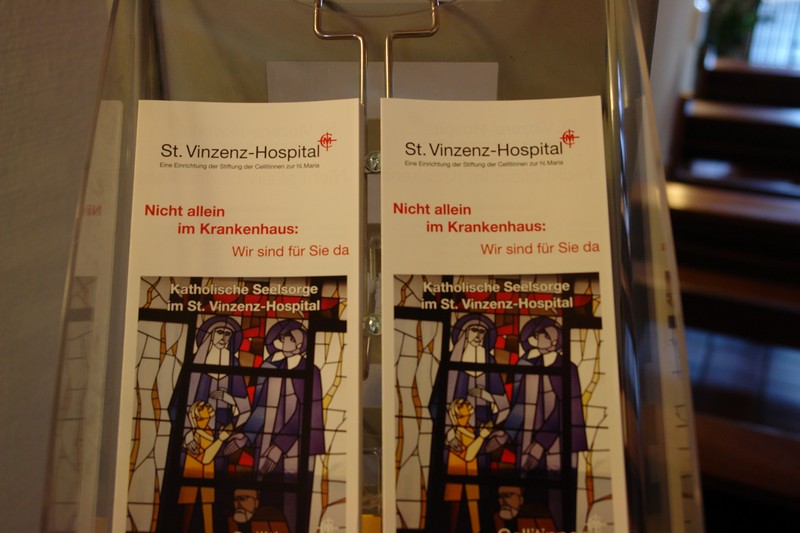 St. Vinzenz-Hospital
Eine Einrichtung der Stiftung der Cellitinnen zur hl. Maria
Nicht allein
im Krankenhaus:
Wir sind für Sie da
Katholische Seelsorge
im St. Vinzenz-Hospital
St. Vinzenz-Hospital
Eine Einrichtung der Stiftung der Cellitinnen zur hl. Maria
Nicht allein
im Krankenhaus:
Wir sind für Sie da
Katholische Seelsorge
im St. Vinzenz-Hospital